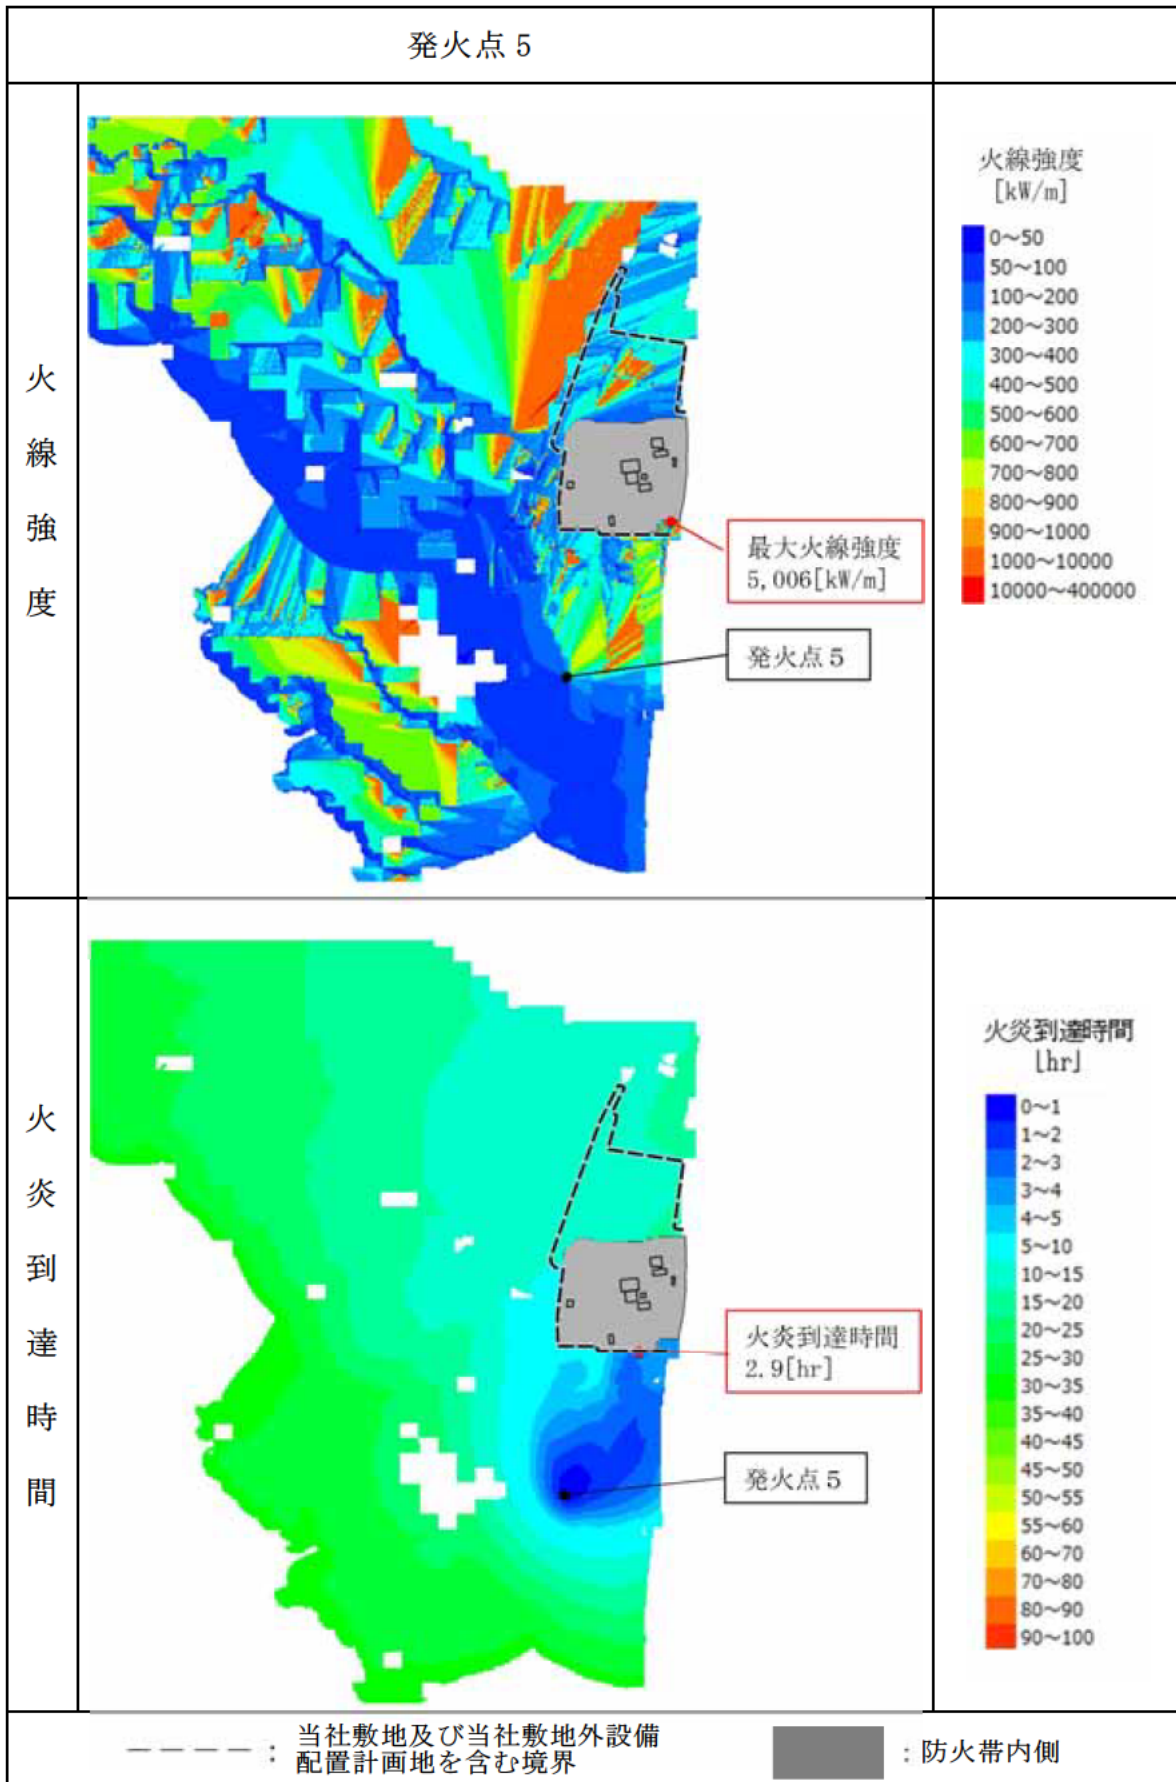 発火点 5
火線強度
火線強度
[kW/m]
0～50
50～100
100～200
200～300
300～400
400～500
500～600
600～700
700～800
800～900
900～1000
1000～10000
10000～400000
最大火線強度
5,006[kW/m]
発火点 5
火炎到達時間
火炎到達時間
[hr]
0～1
1～2
2～3
3～4
4～5
5～10
10～15
15～20
20～25
25～30
30～35
35～40
40～45
45～50
50～55
55～60
60～70
70～80
80～90
90～100
火炎到達時間
2.9[hr]
発火点 5
：当社敷地及び当社敷地外設備
配置計画地を含む境界
：防火帯内側